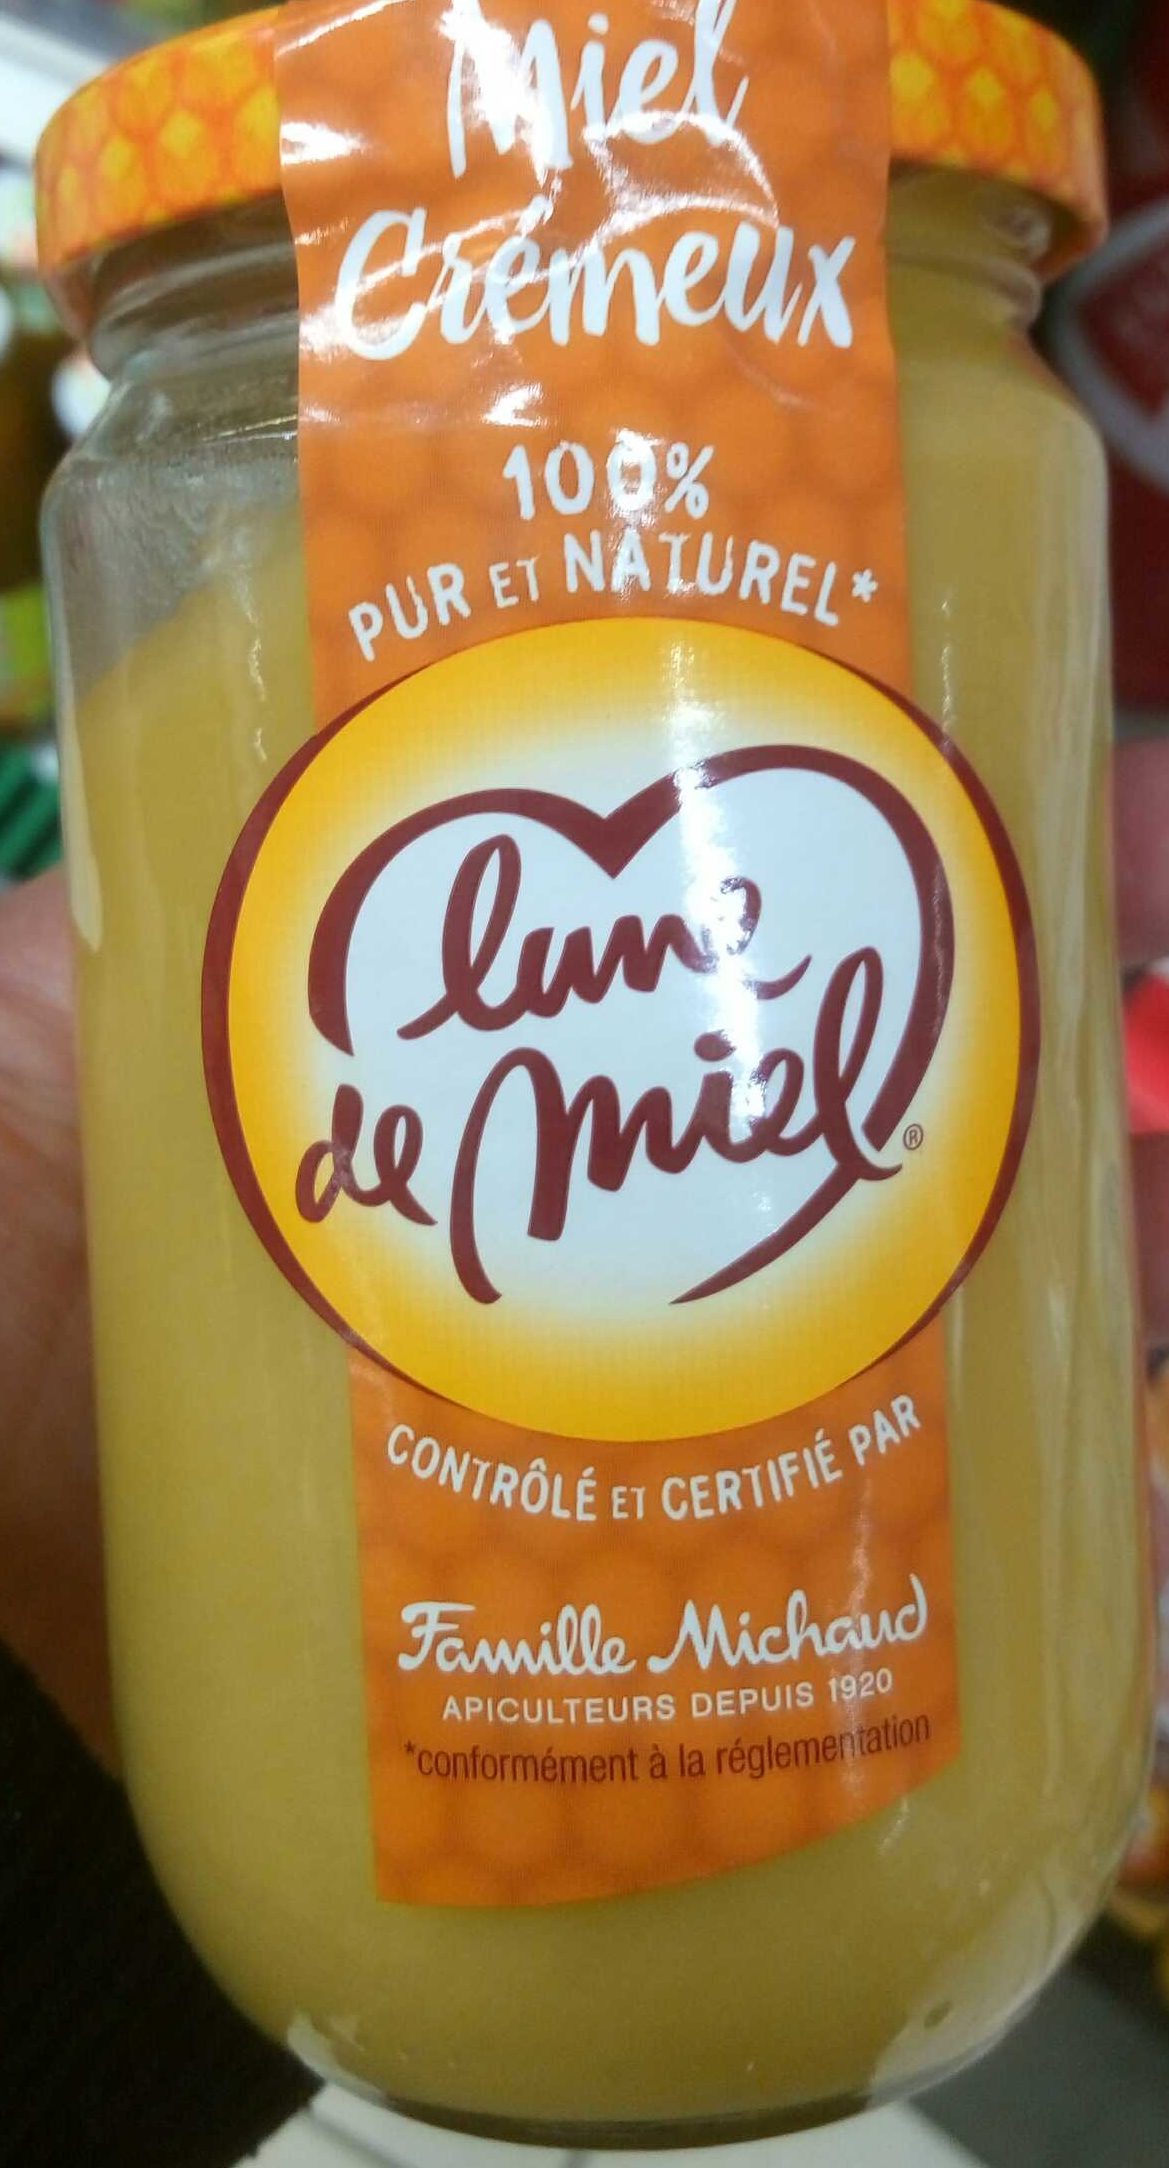 Miel
Crémeux
100%
PUR ET NATUREL*
lune
de miel®
CONTRÔLÉ ET CERTIFIÉ PAR
Famille Michaud
APICULTEURS DEPUIS 1920
*conformément à la réglementation